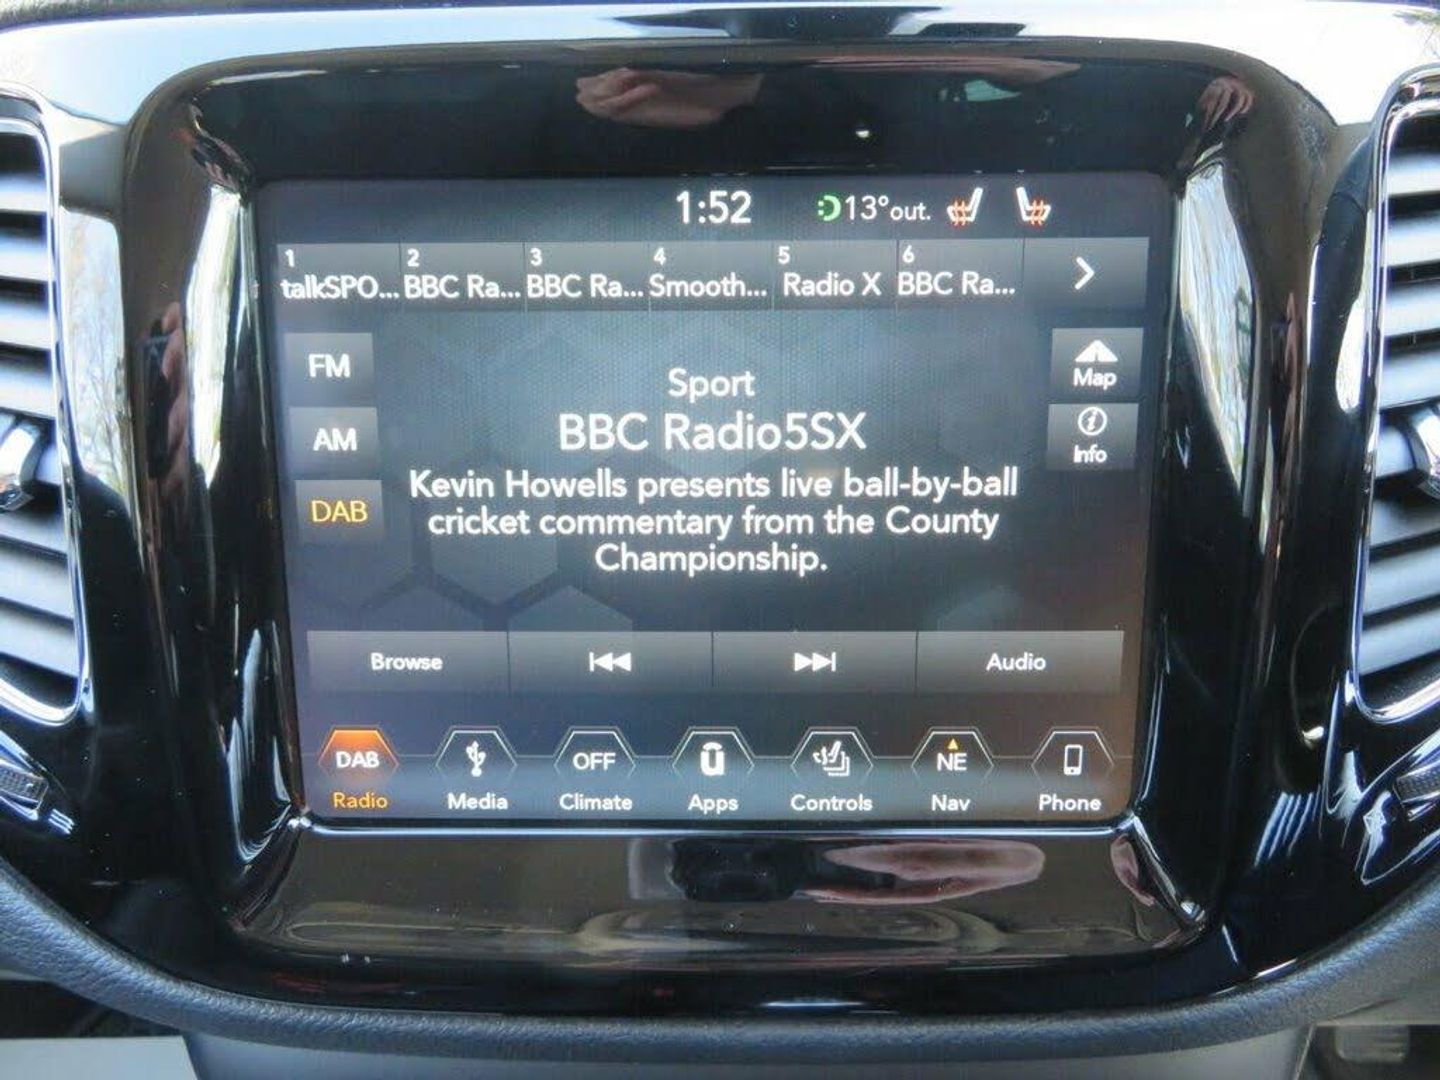 1:52 13°out.
1 2 3 4 5 6
talkSPO... BBC Ra... BBC Ra... Smooth... Radio X BBC Ra...
FM
Sport
Map
BBC Radio5SX
AM
Info
Kevin Howells presents live ball-by-ball
DAB
cricket commentary from the County
Championship.
Browse Audio
DAB OFF NE
Radio Media Climate Apps Controls Nav Phone